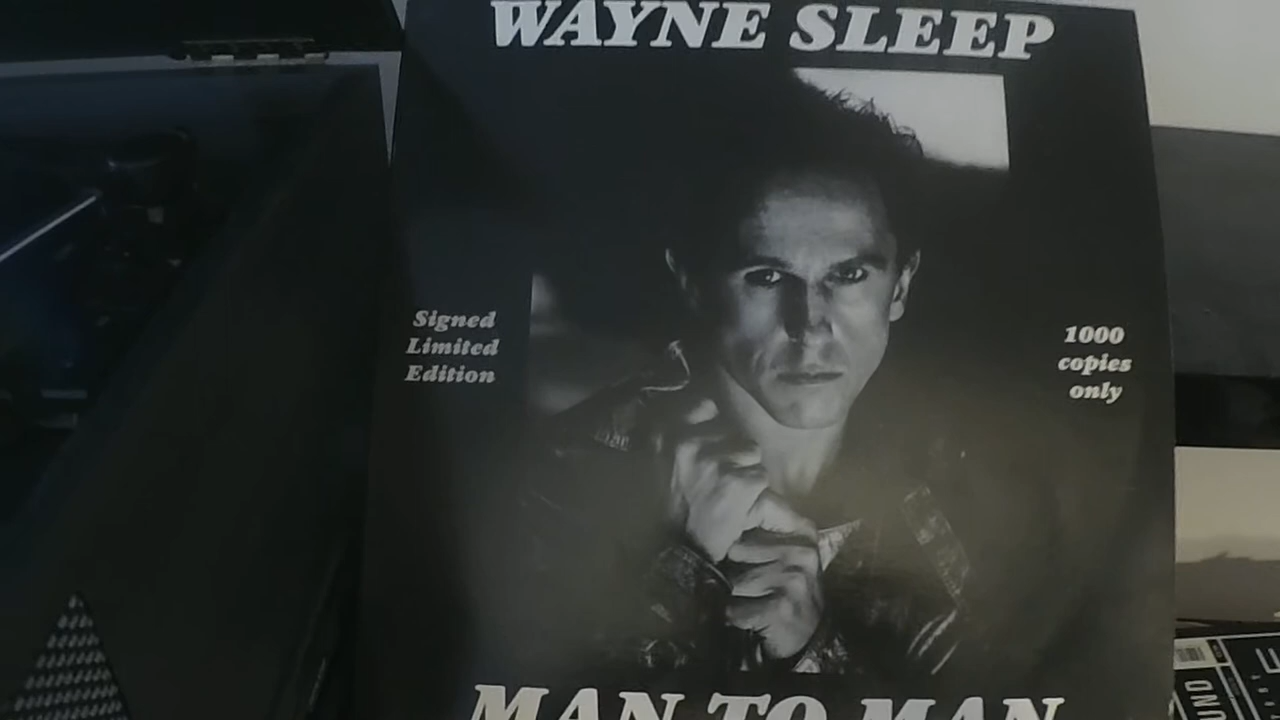 WAYNE SLEEP
Signed
Limited
Edition
1000
copies
only
MAN TO MAN